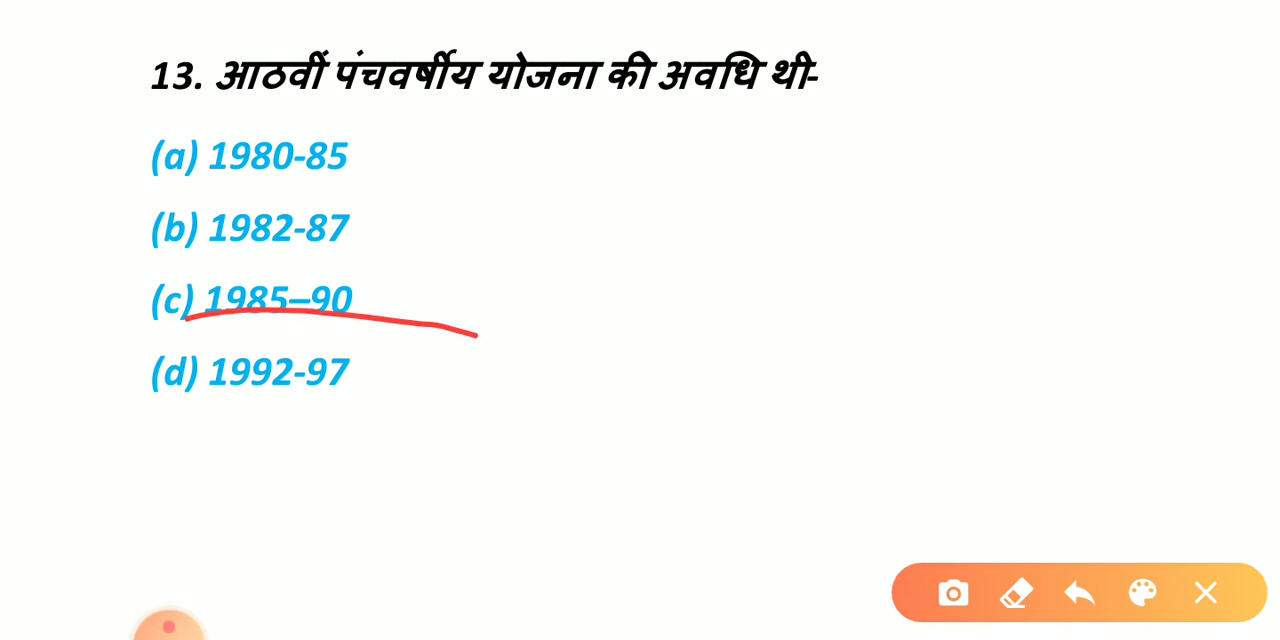 13. आठवीं पंचवर्षीय योजना की अवधि थी-
(a) 1980-85
(b) 1982-87
(c) 1985–90
(d) 1992-97